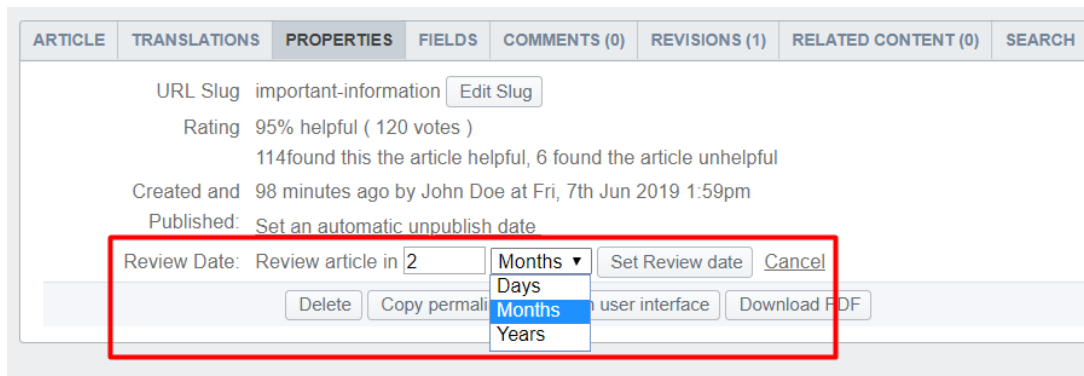 ARTICLE TRANSLATIONS PROPERTIES FIELDS COMMENTS (0) REVISIONS (1) RELATED CONTENT (0) SEARCH
URL Slug important-information Edit Slug
Rating 95% helpful ( 120 votes )
114found this the article helpful, 6 found the article unhelpful
Created and 98 minutes ago by John Doe at Fri, 7th Jun 2019 1:59pm
Published: Set an automatic unpublish date
Review Date: Review article in 2 Months ▼ Set Review date Cancel
Days
Delete Copy permali Months user interface Download PDF
Years